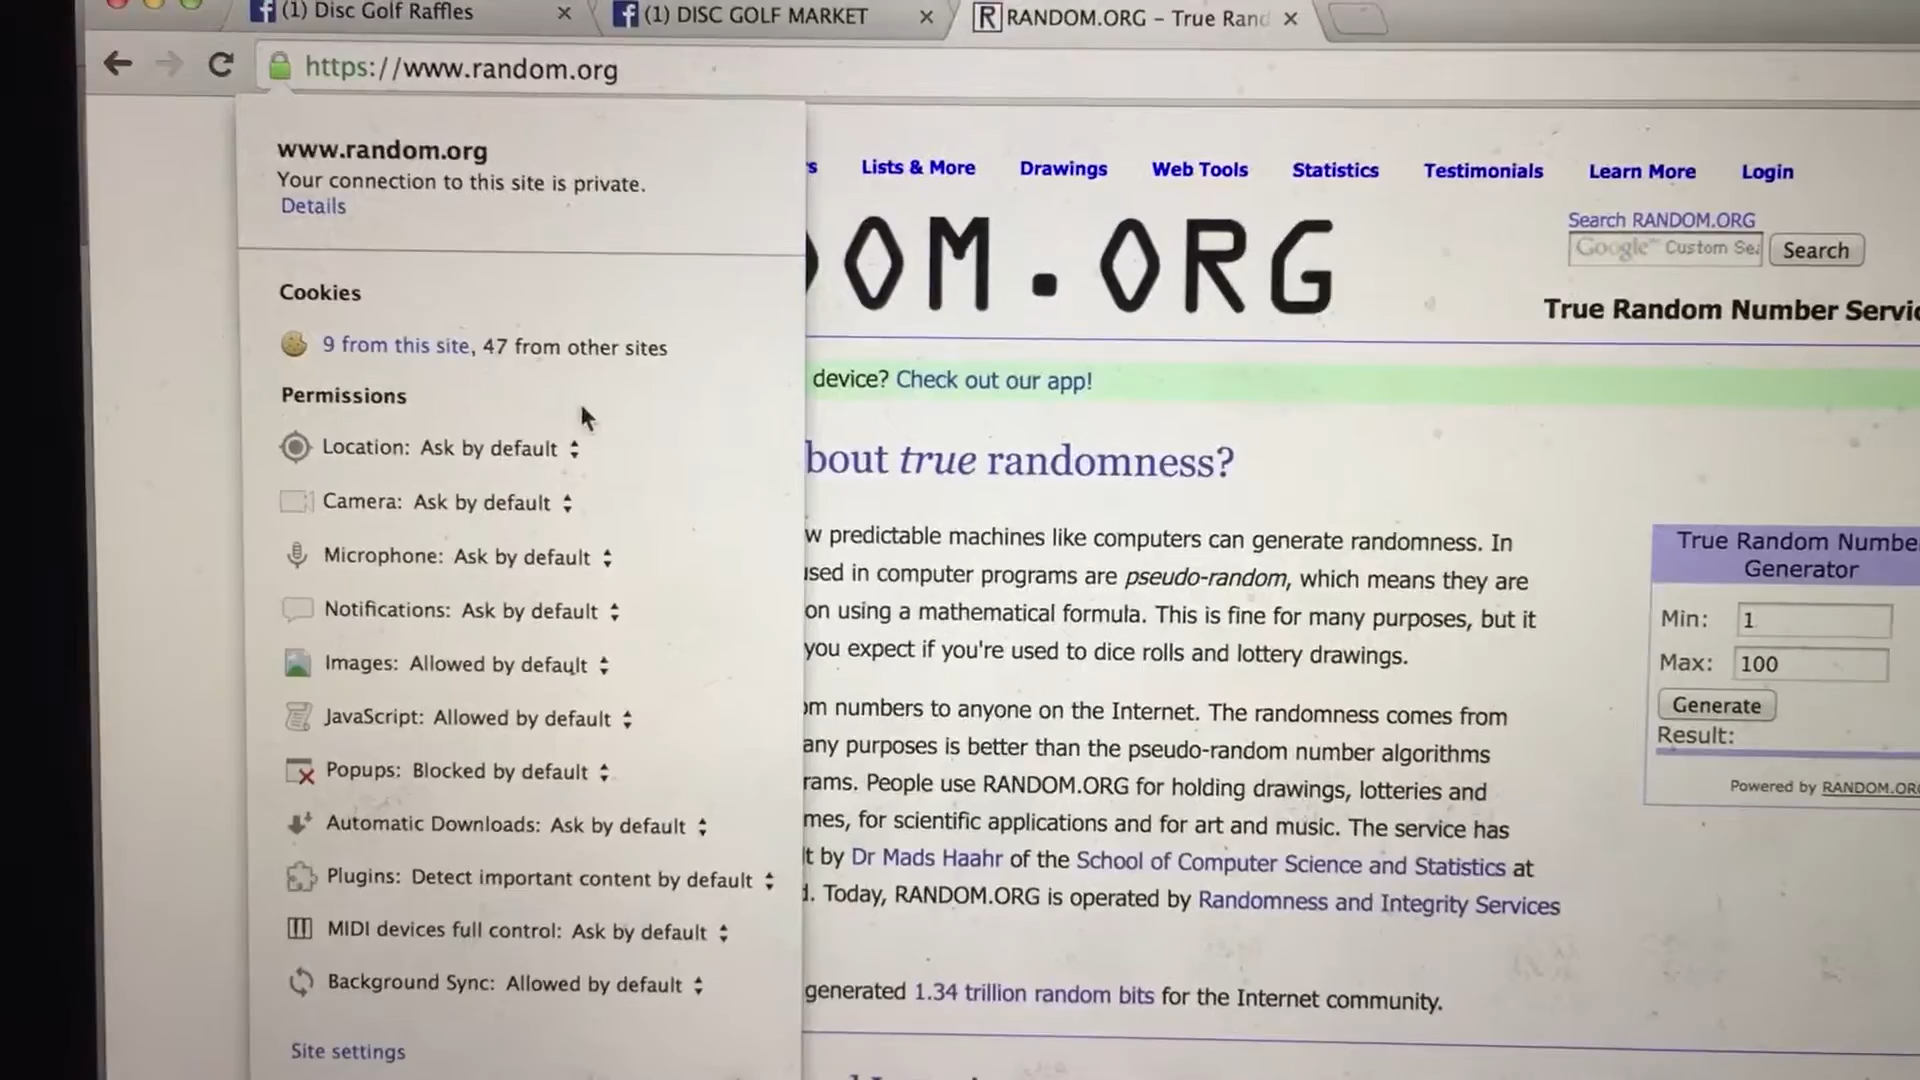 (1) Disc Golf Raffles
(1) DISC GOLF MARKET
RANDOM.ORG - True Rand
https://www.random.org
www.random.org
Your connection to this site is private.
Details
Cookies
9 from this site, 47 from other sites
Permissions
Location: Ask by default
Camera: Ask by default
Microphone: Ask by default
Notifications: Ask by default
Images: Allowed by default
JavaScript: Allowed by default
Popups: Blocked by default
Automatic Downloads: Ask by default
Plugins: Detect important content by default
MIDI devices full control: Ask by default
Background Sync: Allowed by default
Site settings
s Lists & More Drawings Web Tools Statistics Testimonials Learn More Login
OM.ORG
Search RANDOM.ORG
Google Custom Sea
Search
True Random Number Servic
device? Check out our app!
bout true randomness?
w predictable machines like computers can generate randomness. In
used in computer programs are pseudo-random, which means they are
on using a mathematical formula. This is fine for many purposes, but it
you expect if you're used to dice rolls and lottery drawings.
om numbers to anyone on the Internet. The randomness comes from
any purposes is better than the pseudo-random number algorithms
rams. People use RANDOM.ORG for holding drawings, lotteries and
mes, for scientific applications and for art and music. The service has
lt by Dr Mads Haahr of the School of Computer Science and Statistics at
d. Today, RANDOM.ORG is operated by Randomness and Integrity Services
generated 1.34 trillion random bits for the Internet community.
True Random Numbe
Generator
Min: 1
Max: 100
Generate
Result:
Powered by RANDOM.ORG